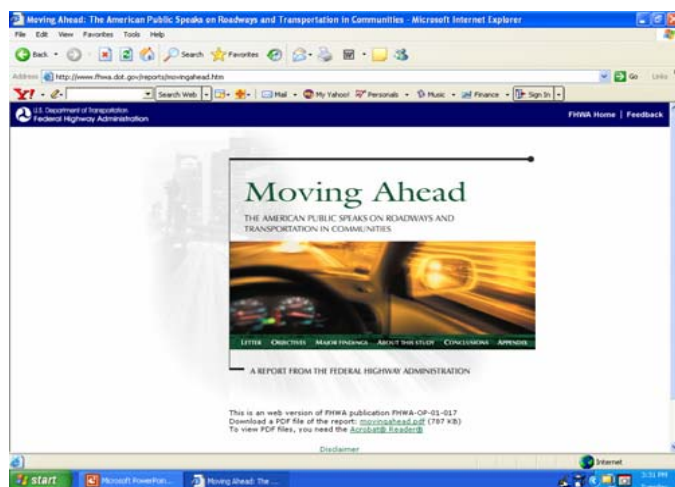 Moving Ahead: The American Public Speaks on Roadways and Transportation in Communities - Microsoft Internet Explorer
File Edit View Favorites Tools Help
Back Search Favorites
Address http://www.fhwa.dot.gov/reports/movingahead.htm Go Links
Y! Search Web Mail My Yahoo! Personals Music Finance Sign In
U.S. Department of Transportation
Federal Highway Administration
FHWA Home | Feedback
Moving Ahead
THE AMERICAN PUBLIC SPEAKS ON ROADWAYS AND
TRANSPORTATION IN COMMUNITIES
LETTER OBJECTIVES MAJOR FINDINGS ABOUT THIS STUDY CONCLUSIONS APPENDIX
A REPORT FROM THE FEDERAL HIGHWAY ADMINISTRATION
This is an web version of FHWA publication FHWA-OP-01-017
Download a PDF file of the report: movingahead.pdf (787 KB)
To view PDF files, you need the Acrobat® Reader®
Disclaimer
Internet
start Microsoft PowerPoin... Moving Ahead: The ... 3:31 PM